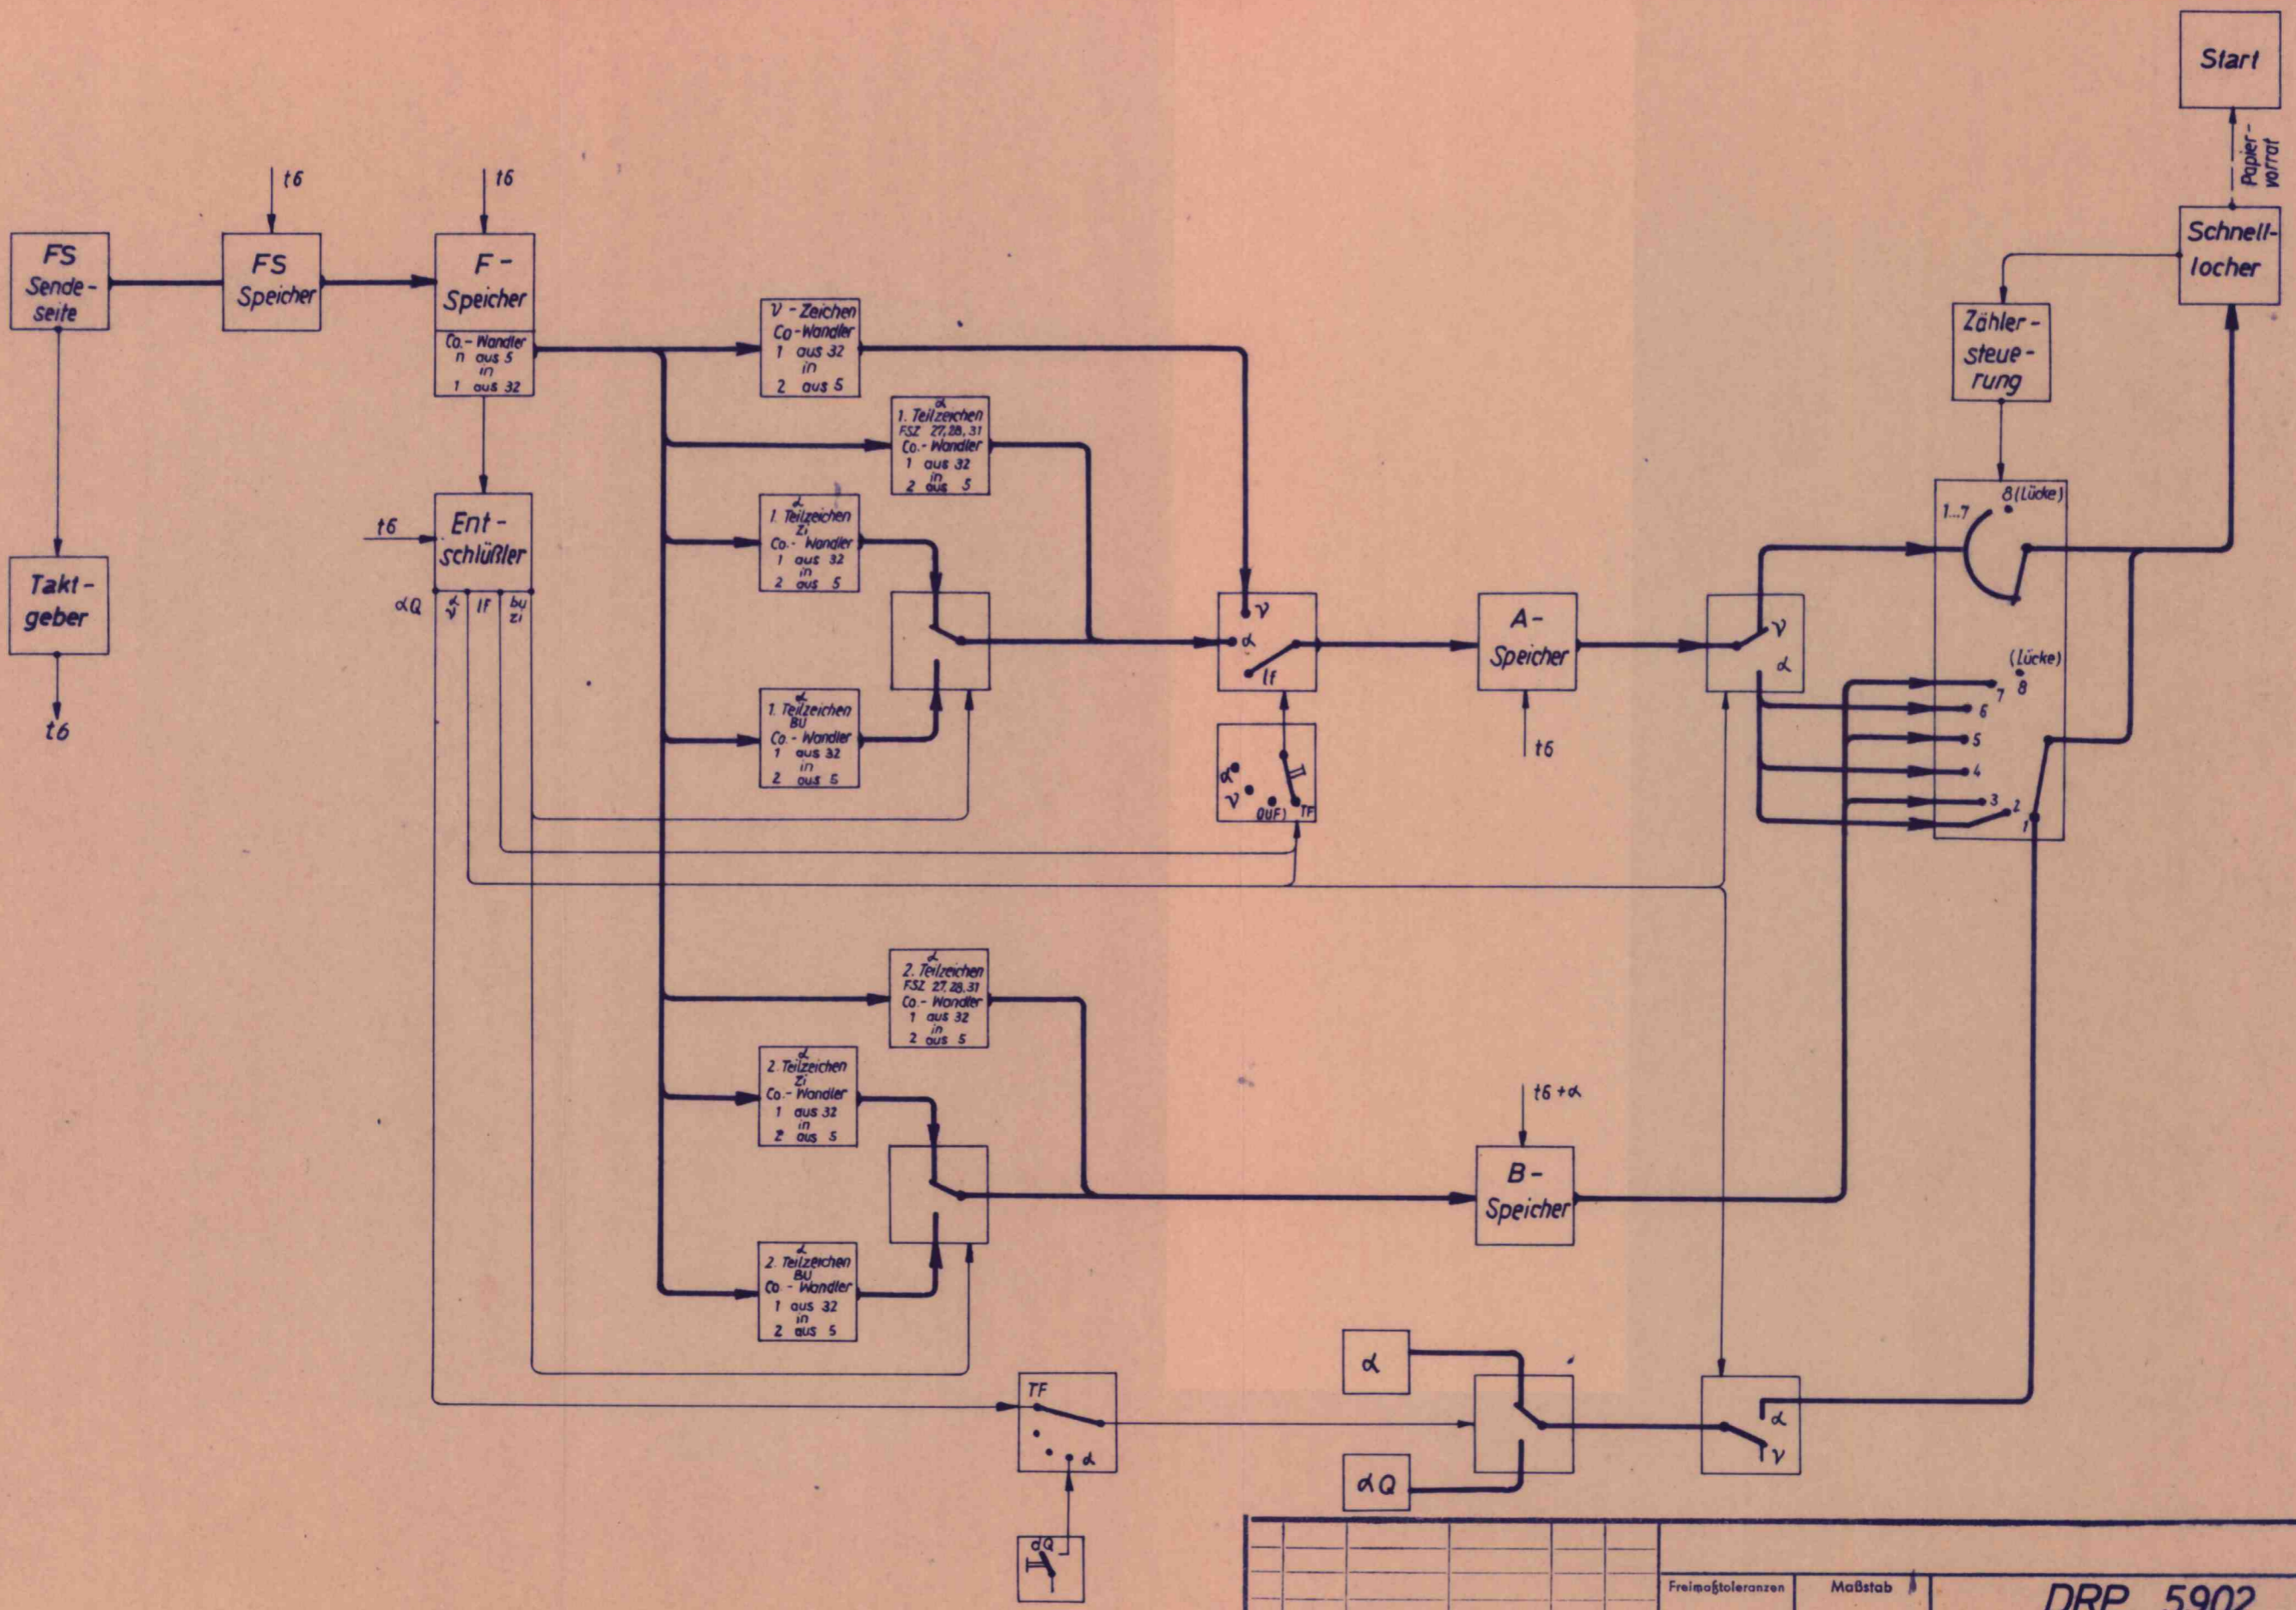 Start
Papier-
vorrat
Schnell-
locher
t6
t6
FS
Sende-
seite
FS
Speicher
F-
Speicher
Co.- Wandler
n aus 5
in
1 aus 32
ν - Zeichen
Co-Wandler
1 aus 32
in
2 aus 5
Zähler-
steue-
rung
α
1. Teilzeichen
FSZ 27,28,31
Co.- Wandler
1 aus 32
in
2 aus 5
t6
Ent-
schlüßler
αQ
α
ν
lf
bu
zi
α
1. Teilzeichen
Zi
Co.- Wandler
1 aus 32
in
2 aus 5
8 (Lücke)
1...7
Takt-
geber
t6
ν
α
lf
A-
Speicher
t6
ν
α
(Lücke)
8
7
6
5
4
3
2
1
α
1. Teilzeichen
BU
Co.- Wandler
1 aus 32
in
2 aus 5
α
ν
QUF)
TF
α
2. Teilzeichen
FSZ 27,28,31
Co.- Wandler
1 aus 32
in
2 aus 5
α
2. Teilzeichen
Zi
Co.- Wandler
1 aus 32
in
2 aus 5
t6 +α
B-
Speicher
α
2. Teilzeichen
BU
Co - Wandler
1 aus 32
in
2 aus 5
TF
α
α
αQ
α
ν
αQ
Freimaßtoleranzen
Maßstab
DRP 5902